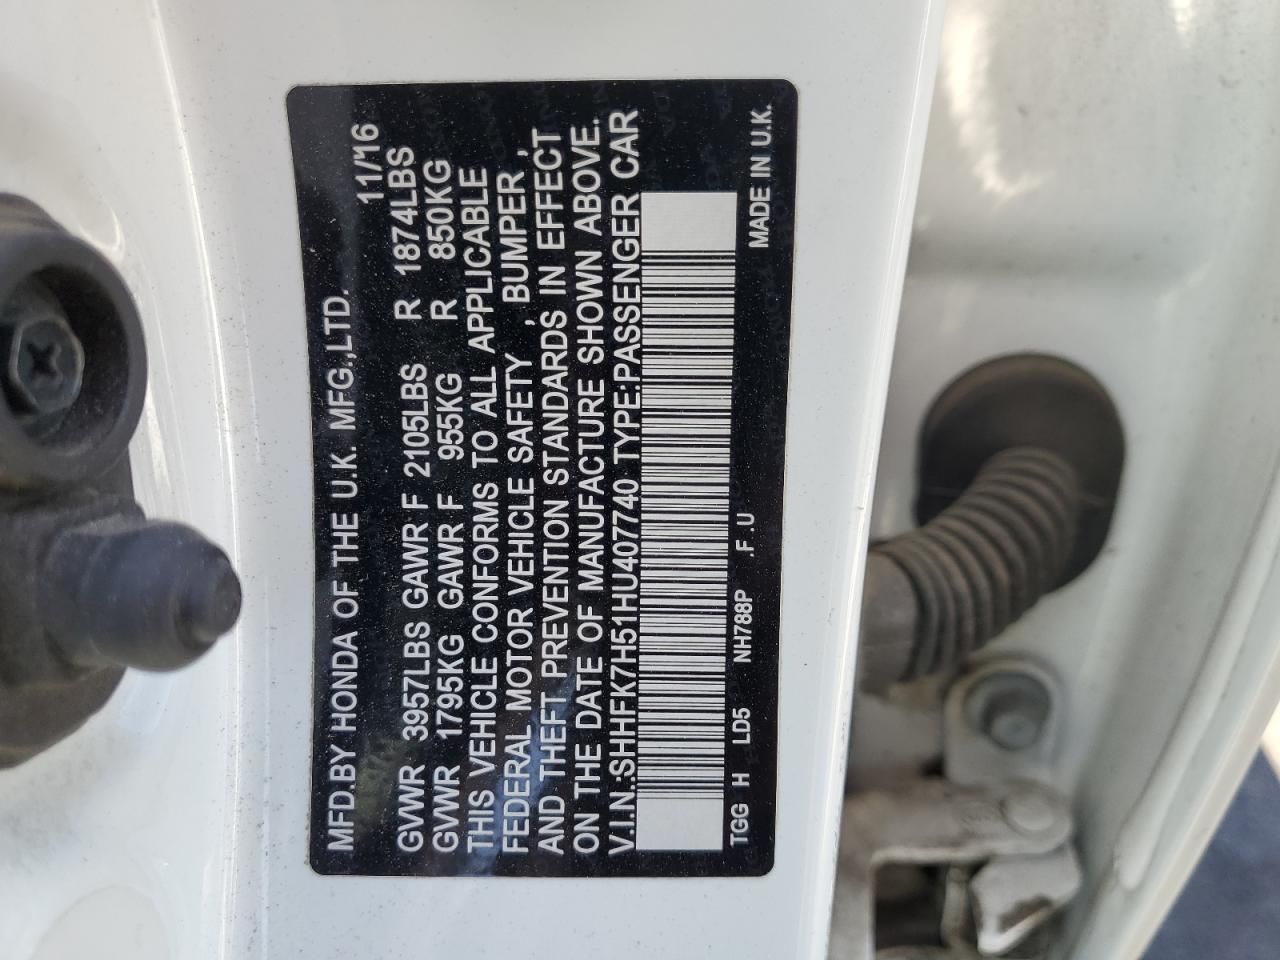 MFD.BY HONDA OF THE U.K. MFG.,LTD. 11/16
GVWR 3957LBS GAWR F 2105LBS R 1874LBS
GVWR 1795KG GAWR F 955KG R 850KG
THIS VEHICLE CONFORMS TO ALL APPLICABLE
FEDERAL MOTOR VEHICLE SAFETY , BUMPER ,
AND THEFT PREVENTION STANDARDS IN EFFECT
ON THE DATE OF MANUFACTURE SHOWN ABOVE.
V.I.N.:SHHFK7H51HU407740 TYPE:PASSENGER CAR
TGG H LD5 NH788P .F.U MADE IN U.K.